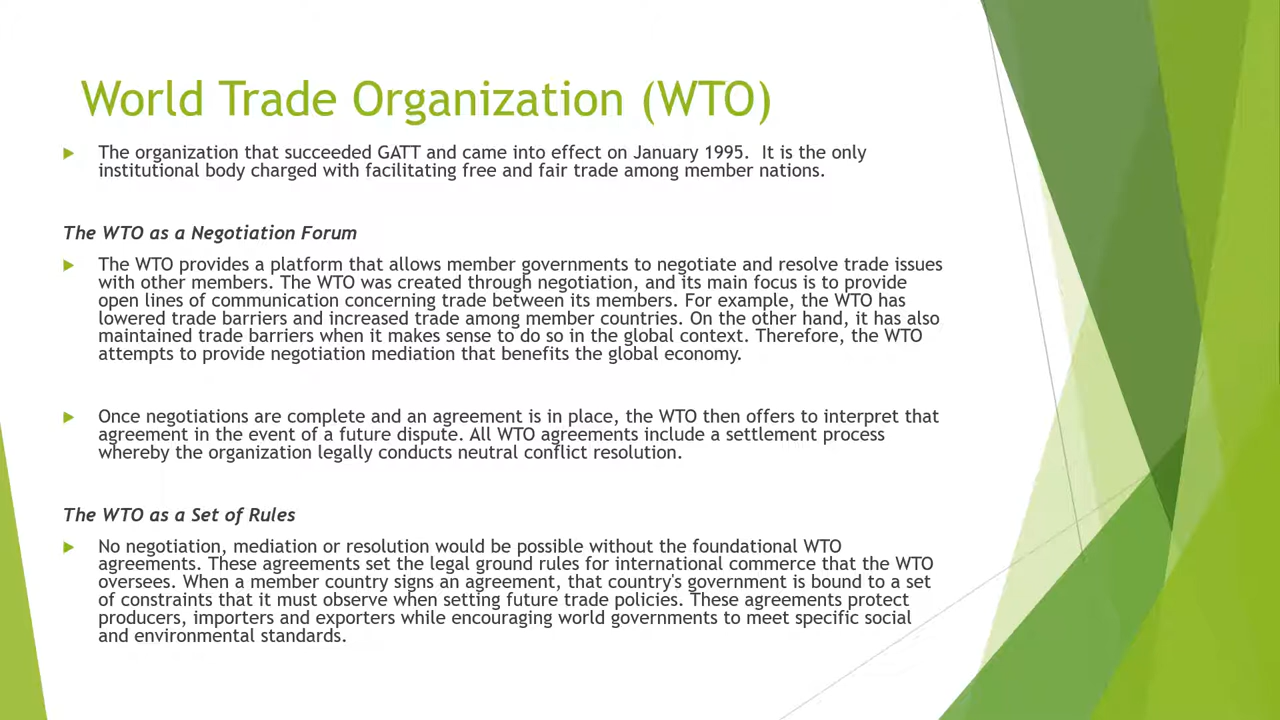 World Trade Organization (WTO)
The organization that succeeded GATT and came into effect on January 1995.  It is the only
institutional body charged with facilitating free and fair trade among member nations.
The WTO as a Negotiation Forum
The WTO provides a platform that allows member governments to negotiate and resolve trade issues
with other members. The WTO was created through negotiation, and its main focus is to provide
open lines of communication concerning trade between its members. For example, the WTO has
lowered trade barriers and increased trade among member countries. On the other hand, it has also
maintained trade barriers when it makes sense to do so in the global context. Therefore, the WTO
attempts to provide negotiation mediation that benefits the global economy.
Once negotiations are complete and an agreement is in place, the WTO then offers to interpret that
agreement in the event of a future dispute. All WTO agreements include a settlement process
whereby the organization legally conducts neutral conflict resolution.
The WTO as a Set of Rules
No negotiation, mediation or resolution would be possible without the foundational WTO
agreements. These agreements set the legal ground rules for international commerce that the WTO
oversees. When a member country signs an agreement, that country's government is bound to a set
of constraints that it must observe when setting future trade policies. These agreements protect
producers, importers and exporters while encouraging world governments to meet specific social
and environmental standards.